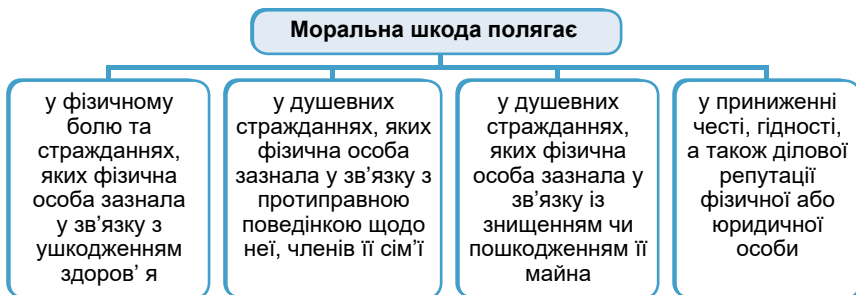 Моральна шкода полягає
у фізичному
болю та
стражданнях,
яких фізична
особа зазнала
у зв’язку з
ушкодженням
здоров’ я
у душевних
стражданнях, яких
фізична особа
зазнала у зв’язку з
протиправною
поведінкою щодо
неї, членів її сім’ї
у душевних
стражданнях,
яких фізична
особа зазнала у
зв’язку із
знищенням чи
пошкодженням її
майна
у приниженні
честі, гідності,
а також ділової
репутації
фізичної або
юридичної
особи